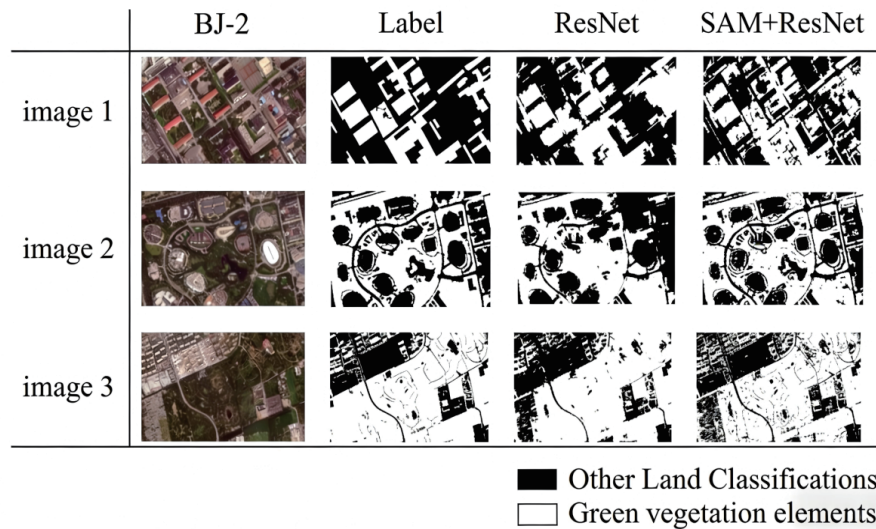 BJ-2 Label ResNet SAM+ResNet
image 1
image 2
image 3
Other Land Classifications
Green vegetation elements